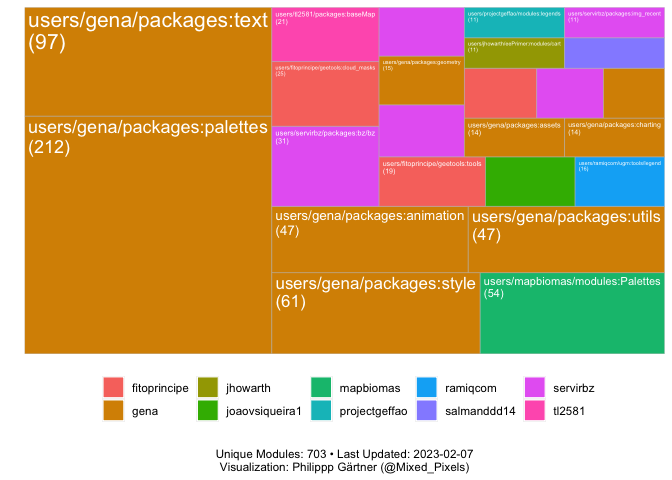 users/gena/packages:text
(97)
users/gena/packages:palettes
(212)
users/tl2581/packages:baseMap
(21)
users/fitoprincipe/geetools:cloud_masks
(25)
users/servirbz/packages:bz/bz
(31)
users/gena/packages:geometry
(15)
users/projectgeffao/modules:legends
(11)
users/servirbz/packages:img_recent
(11)
users/jhowarth/eePrimer:modules/cart
(11)
users/gena/packages:assets
(14)
users/gena/packages:charting
(14)
users/fitoprincipe/geetools:tools
(19)
users/ramiqcom/ugm:tools/legend
(16)
users/gena/packages:animation
(47)
users/gena/packages:utils
(47)
users/gena/packages:style
(61)
users/mapbiomas/modules:Palettes
(54)
fitoprincipe
jhowarth
mapbiomas
ramiqcom
servirbz
gena
joaovsiqueira1
projectgeffao
salmanddd14
tl2581
Unique Modules: 703 • Last Updated: 2023-02-07
Visualization: Philippp Gärtner (@Mixed_Pixels)